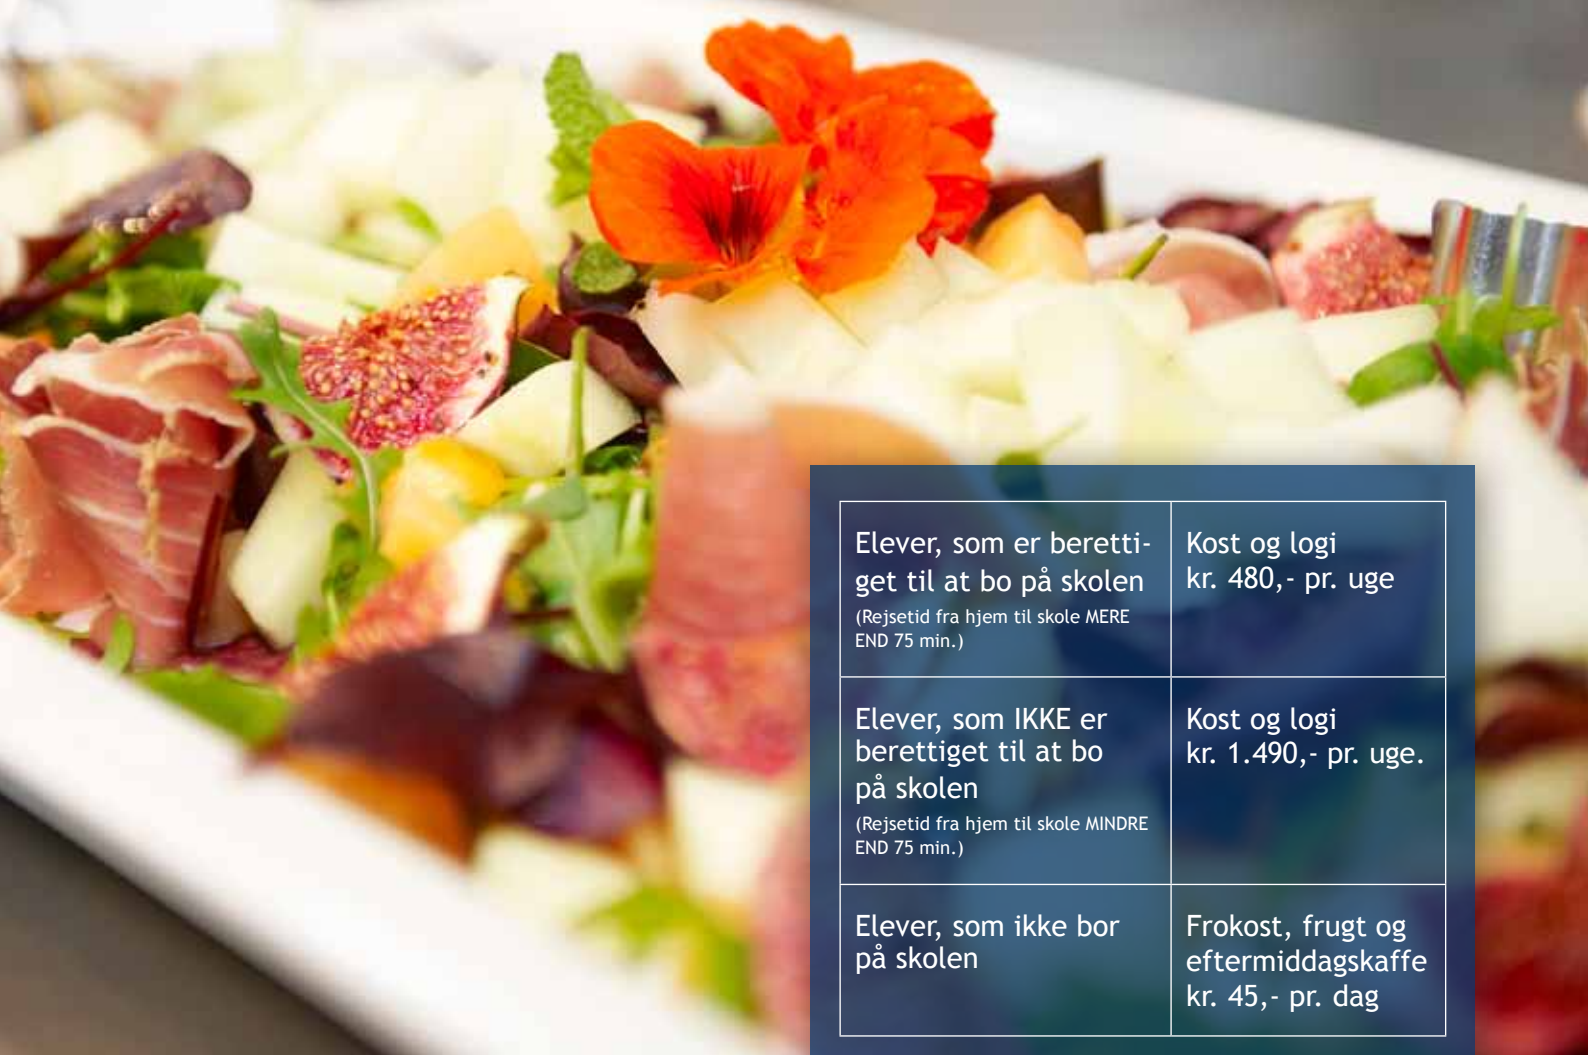 Elever, som er beretti-
get til at bo på skolen
(Rejsetid fra hjem til skole MERE
END 75 min.)
Kost og logi
kr. 480,- pr. uge
Elever, som IKKE er
berettiget til at bo
på skolen
(Rejsetid fra hjem til skole MINDRE
END 75 min.)
Kost og logi
kr. 1.490,- pr. uge.
Elever, som ikke bor
på skolen
Frokost, frugt og
eftermiddagskaffe
kr. 45,- pr. dag